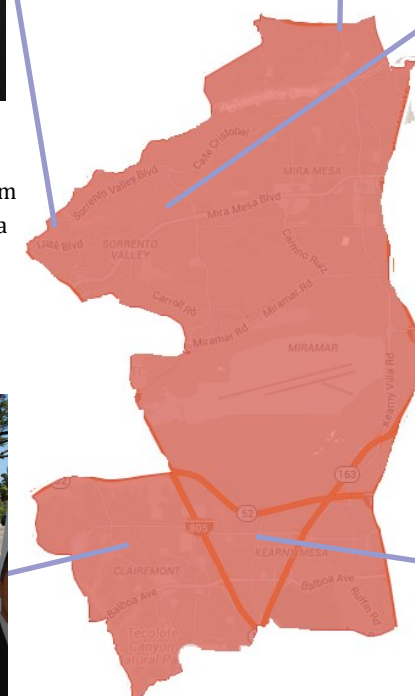 m
a
Calle Cristobal
MIRA MESA
Sorrento Valley Blvd
Mira Mesa Blvd
Lusk Blvd
SORRENTO
VALLEY
Camino Ruiz
Carroll Rd
Miramar Rd
Miramar Rd
MIRAMAR
Kearny Villa Rd
163
52
805
KEARNY MESA
CLAIREMONT
Balboa Ave
Balboa Ave
Ruffin Rd
Tecolote
Canyon
Natural Pa